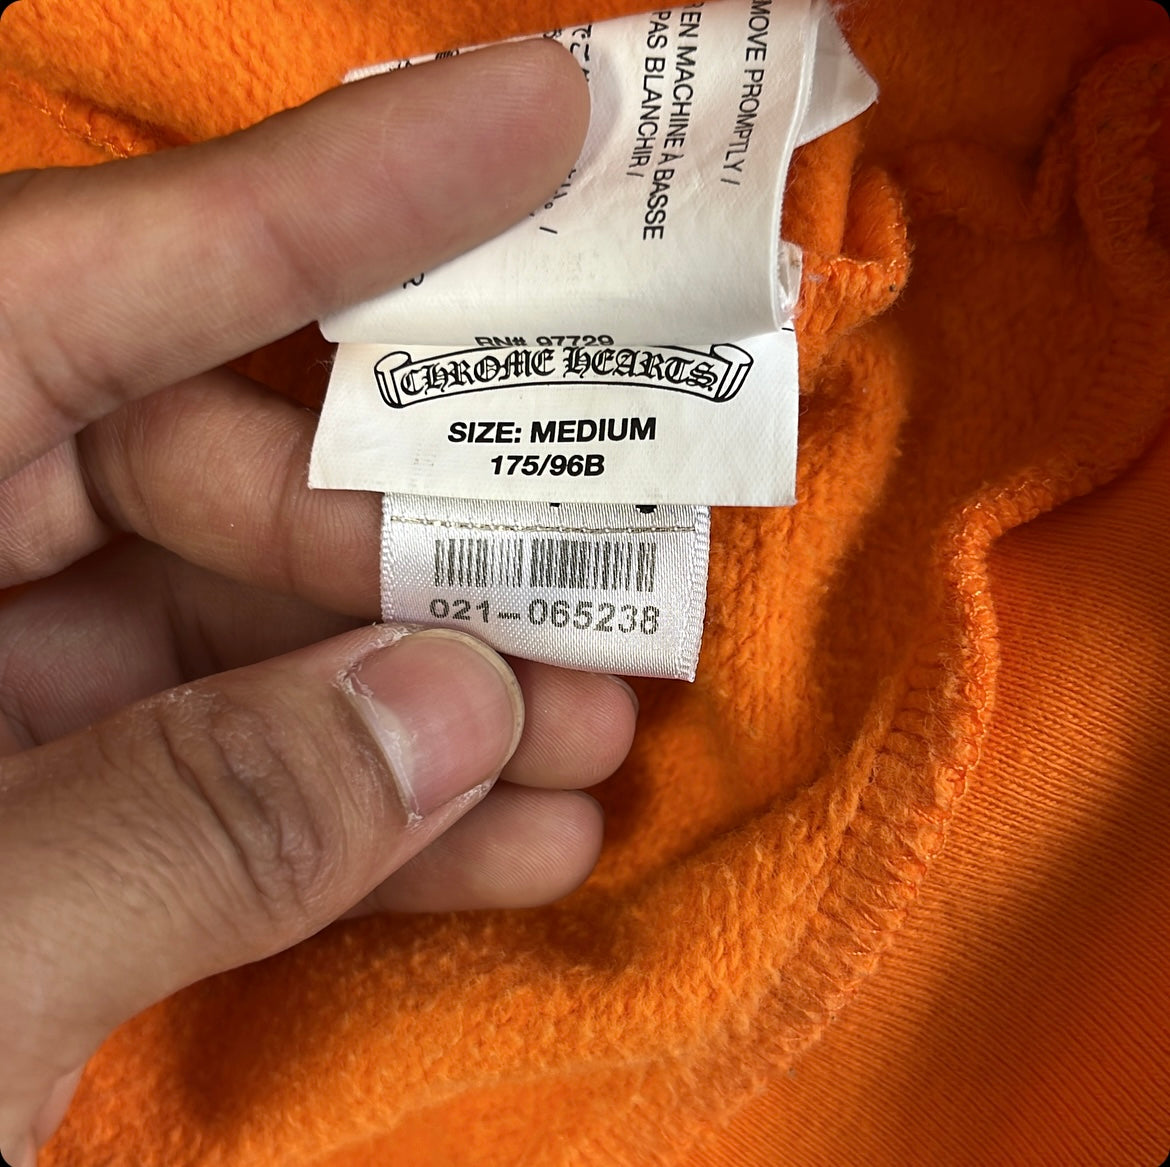 MOVE PROMPTLY /
EN MACHINE À BASSE
PAS BLANCHIR /
RN# 97729
CHROME HEARTS
SIZE: MEDIUM
175/96B
021-065238